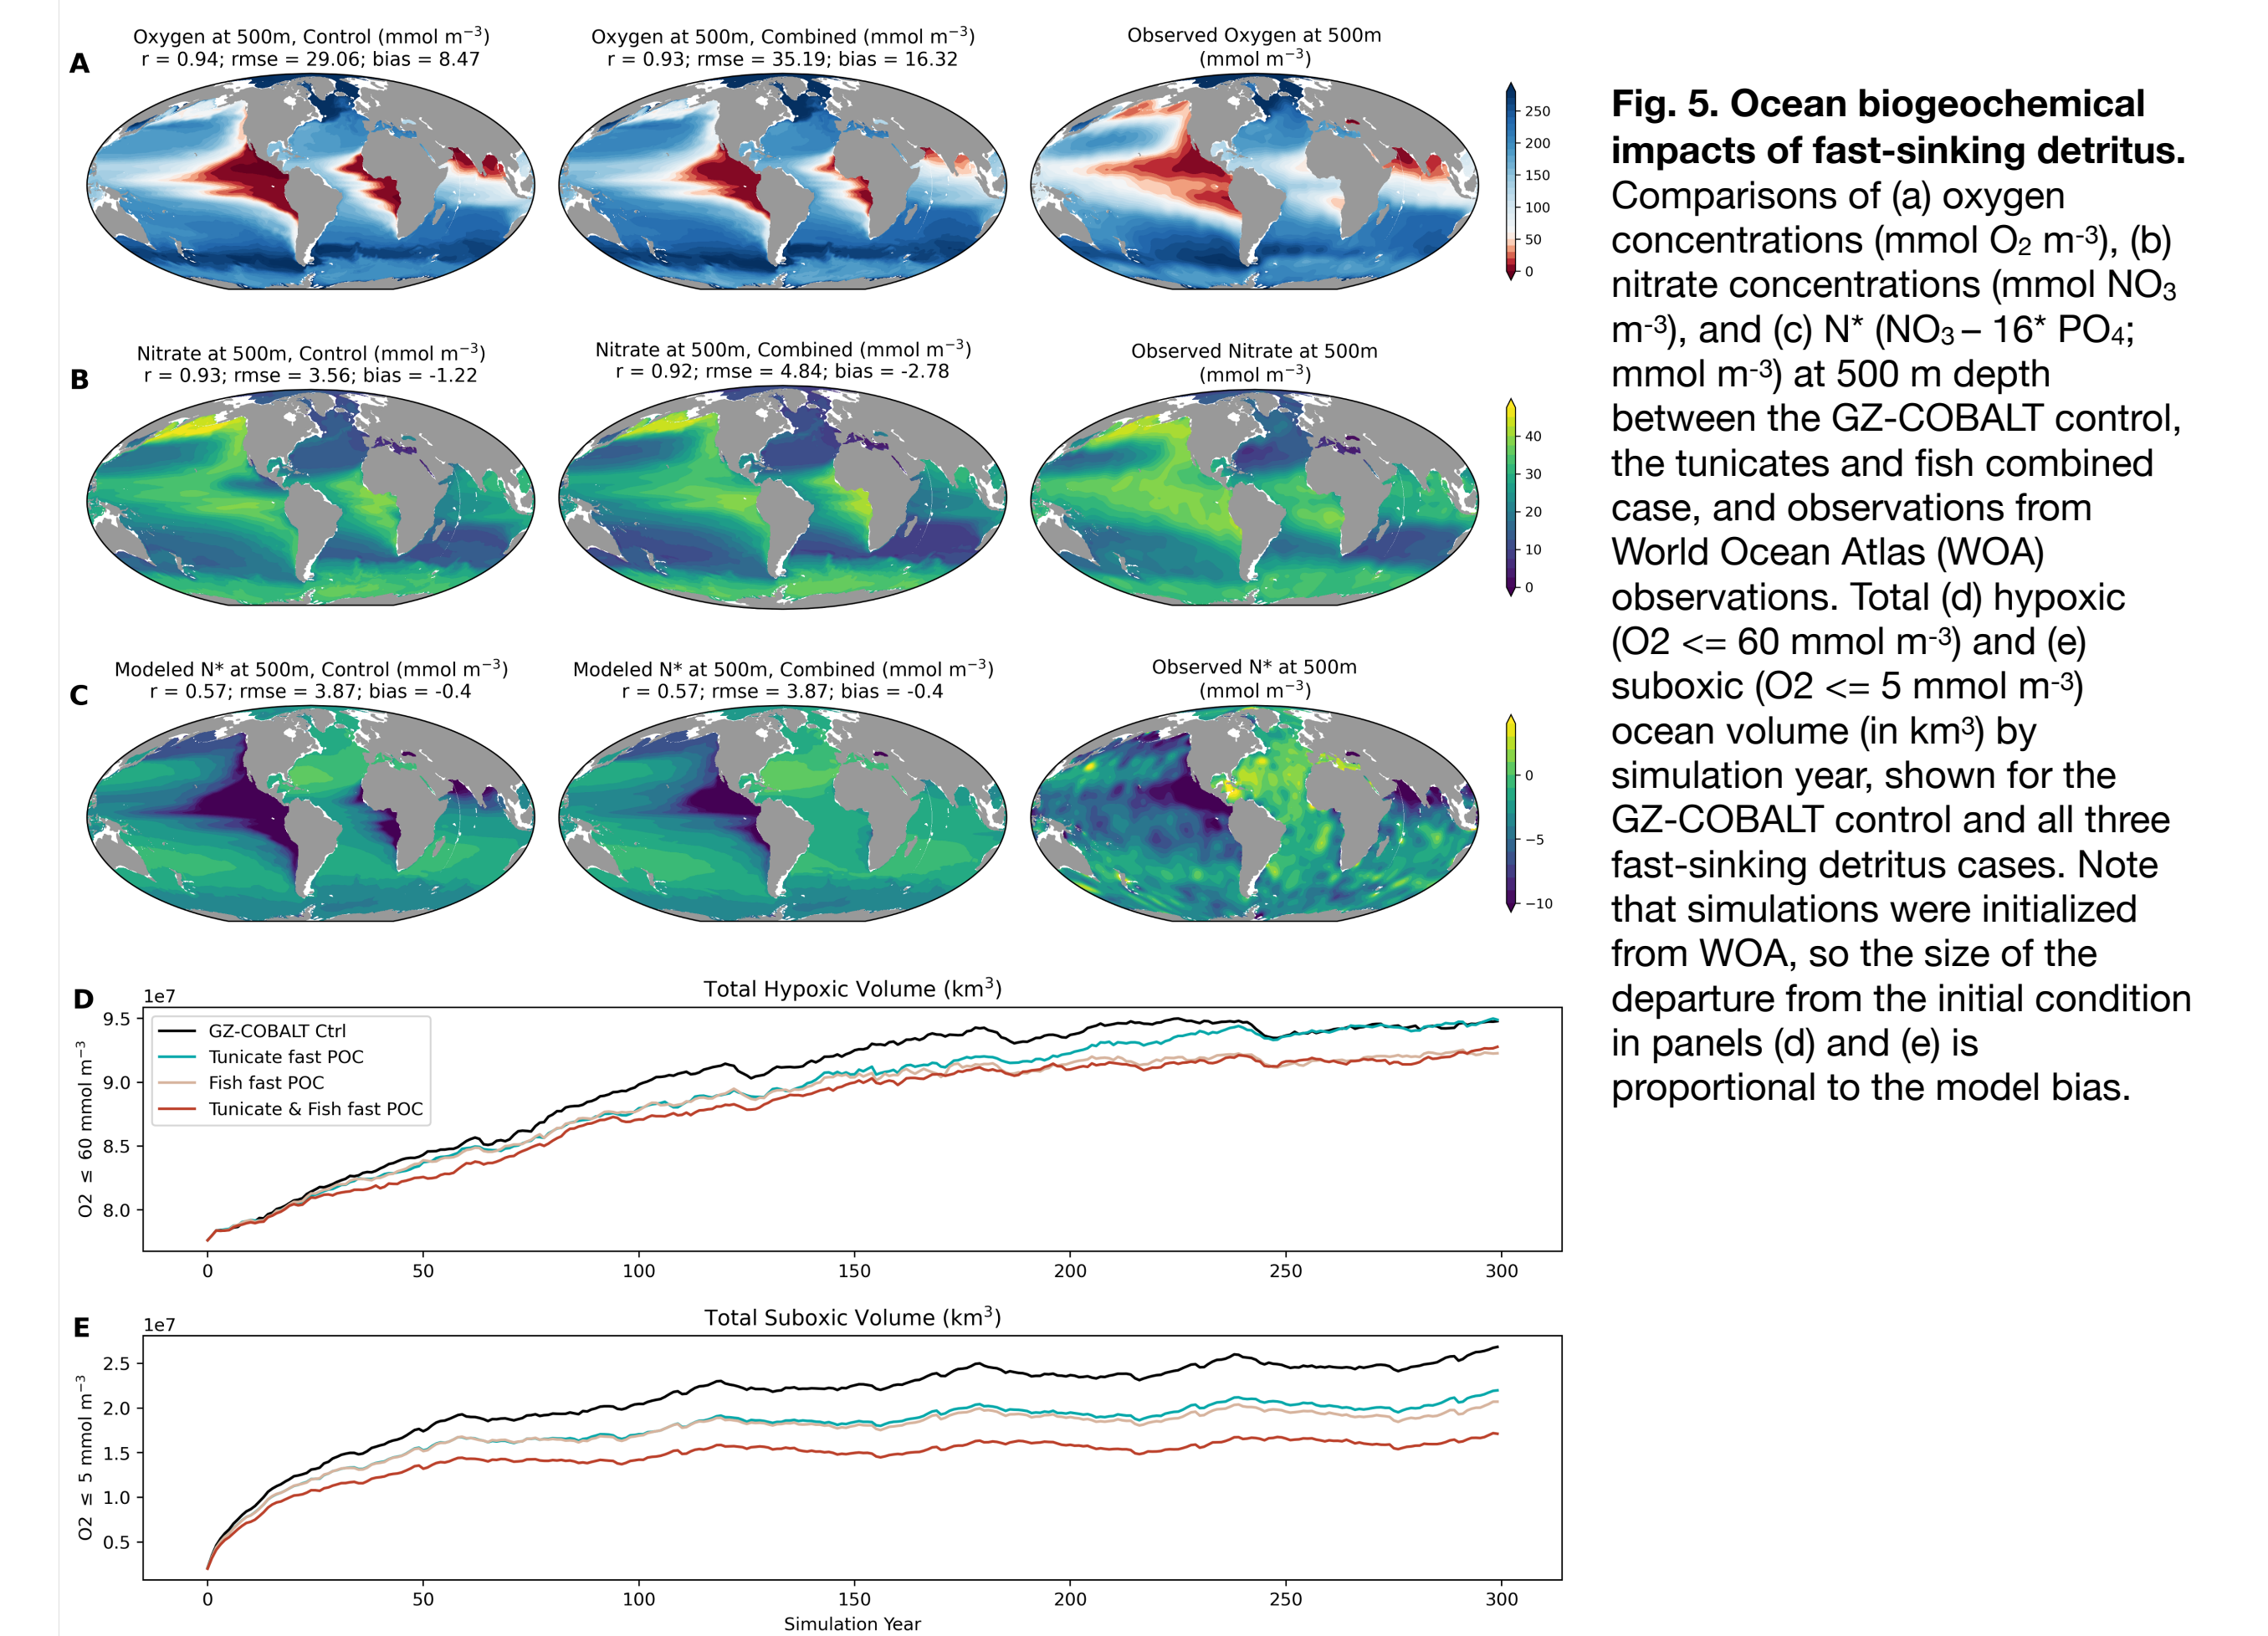 A
Oxygen at 500m, Control (mmol m⁻³)
r = 0.94; rmse = 29.06; bias = 8.47
Oxygen at 500m, Combined (mmol m⁻³)
r = 0.93; rmse = 35.19; bias = 16.32
Observed Oxygen at 500m
(mmol m⁻³)
250
200
150
100
50
0
B
Nitrate at 500m, Control (mmol m⁻³)
r = 0.93; rmse = 3.56; bias = -1.22
Nitrate at 500m, Combined (mmol m⁻³)
r = 0.92; rmse = 4.84; bias = -2.78
Observed Nitrate at 500m
(mmol m⁻³)
40
30
20
10
0
C
Modeled N* at 500m, Control (mmol m⁻³)
r = 0.57; rmse = 3.87; bias = -0.4
Modeled N* at 500m, Combined (mmol m⁻³)
r = 0.57; rmse = 3.87; bias = -0.4
Observed N* at 500m
(mmol m⁻³)
0
−5
−10
D
1e7
Total Hypoxic Volume (km³)
O2 ≤ 60 mmol m⁻³
9.5
9.0
8.5
8.0
GZ-COBALT Ctrl
Tunicate fast POC
Fish fast POC
Tunicate & Fish fast POC
0 50 100 150 200 250 300
E
1e7
Total Suboxic Volume (km³)
O2 ≤ 5 mmol m⁻³
2.5
2.0
1.5
1.0
0.5
0 50 100 150 200 250 300
Simulation Year
Fig. 5. Ocean biogeochemical
impacts of fast-sinking detritus.
Comparisons of (a) oxygen
concentrations (mmol O₂ m⁻³), (b)
nitrate concentrations (mmol NO₃
m⁻³), and (c) N* (NO₃ – 16* PO₄;
mmol m⁻³) at 500 m depth
between the GZ-COBALT control,
the tunicates and fish combined
case, and observations from
World Ocean Atlas (WOA)
observations. Total (d) hypoxic
(O2 <= 60 mmol m⁻³) and (e)
suboxic (O2 <= 5 mmol m⁻³)
ocean volume (in km³) by
simulation year, shown for the
GZ-COBALT control and all three
fast-sinking detritus cases. Note
that simulations were initialized
from WOA, so the size of the
departure from the initial condition
in panels (d) and (e) is
proportional to the model bias.